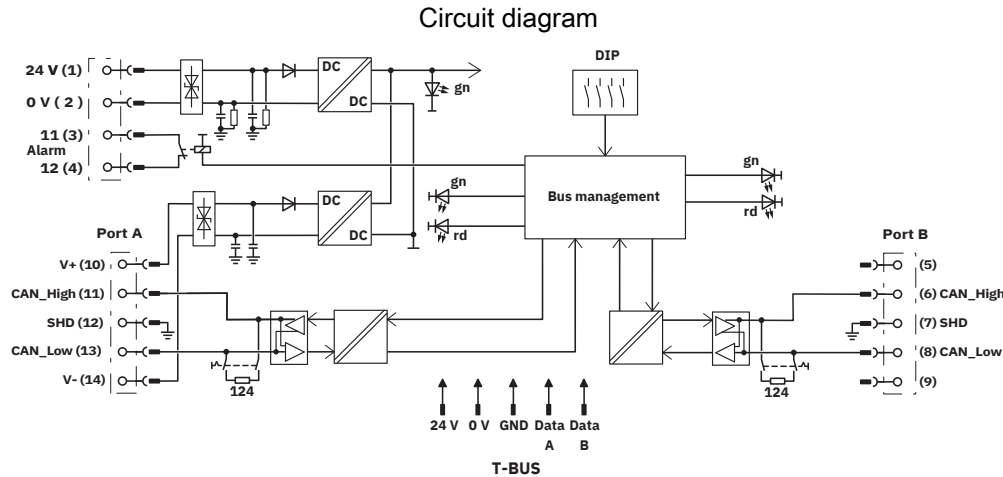 Circuit diagram
24 V (1)
0 V ( 2 )
11 (3)
Alarm
12 (4)
DC
DC
gn
DIP
Bus management
gn
rd
gn
rd
DC
DC
Port A
V+ (10)
CAN_High (11)
SHD (12)
CAN_Low (13)
V- (14)
124
Port B
(5)
(6) CAN_High
(7) SHD
(8) CAN_Low
(9)
124
24 V 0 V GND Data Data
A B
T-BUS